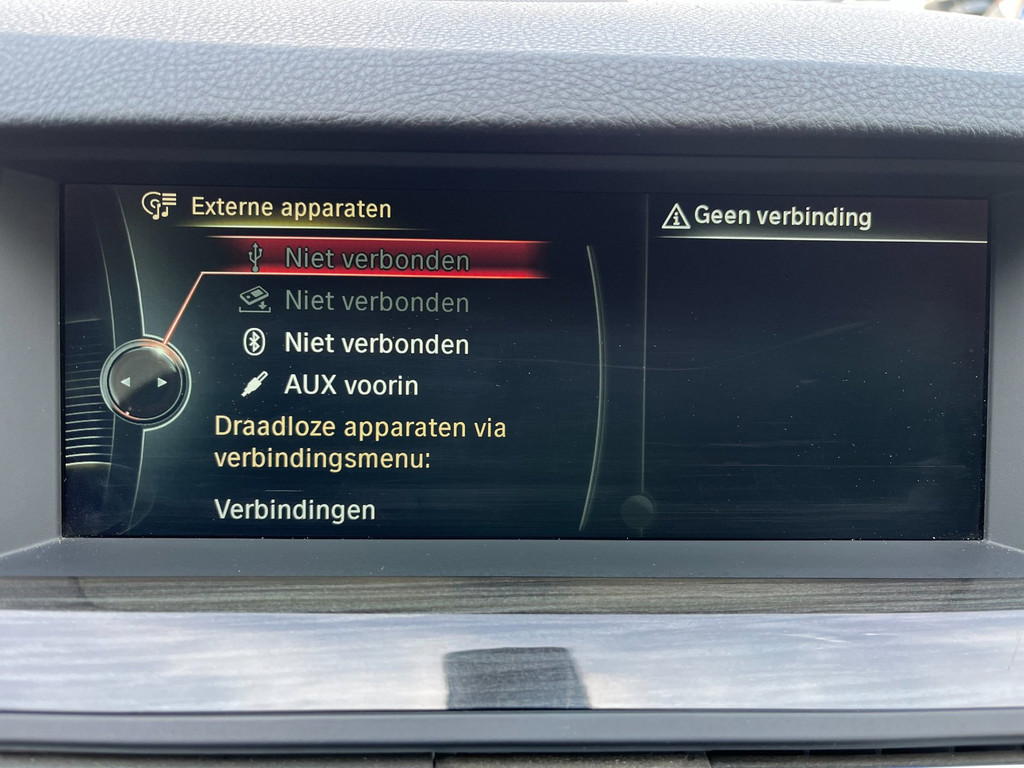 Externe apparaten
Geen verbinding
Niet verbonden
Niet verbonden
Niet verbonden
AUX voorin
Draadloze apparaten via
verbindingsmenu:
Verbindingen